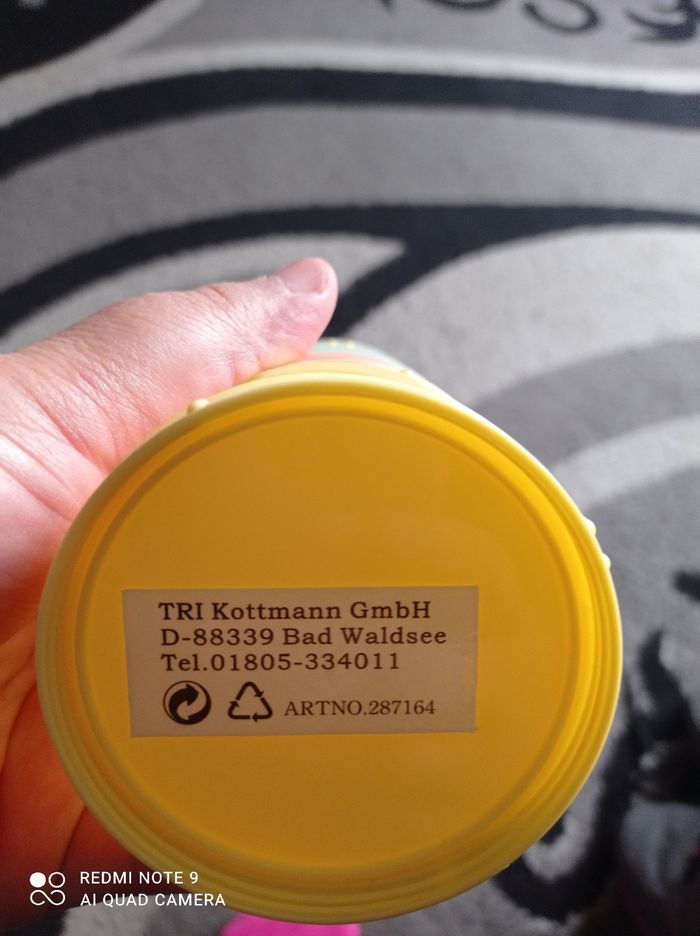 TRI Kottmann GmbH
D-88339 Bad Waldsee
Tel.01805-334011
ARTNO.287164
REDMI NOTE 9
AI QUAD CAMERA